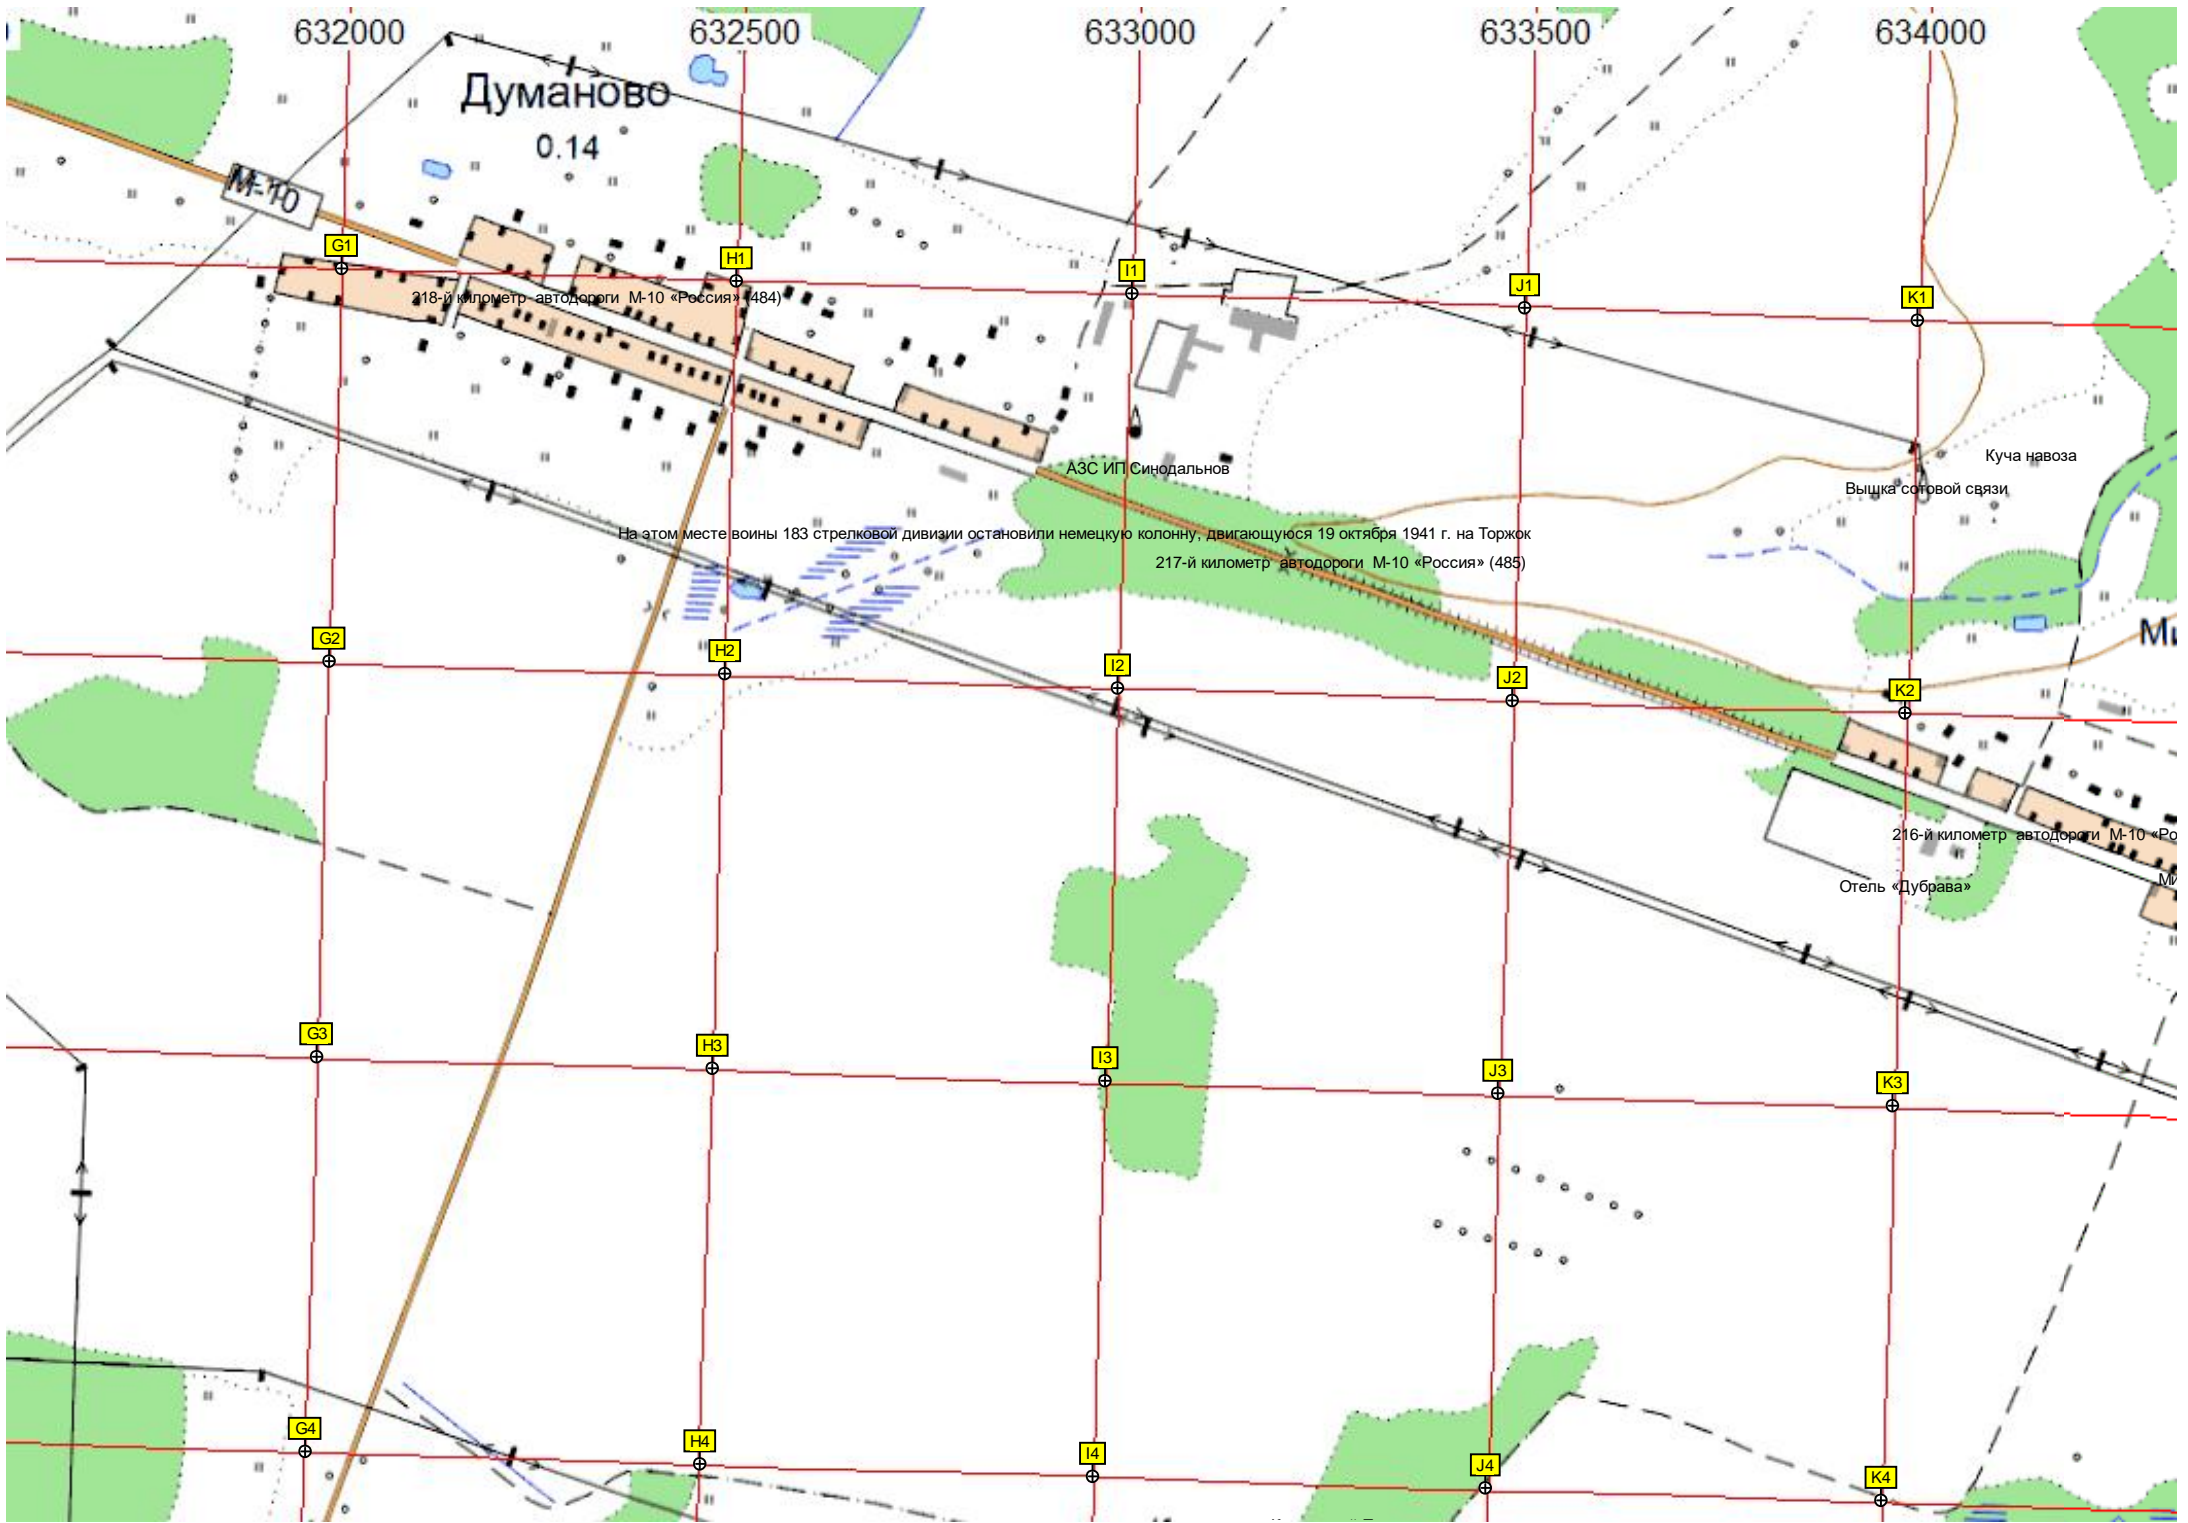 632000 632500 633000 633500 634000
Думаново
0.14
М-10
G1 H1 I1 J1 K1
218-й километр автодороги М-10 «Россия» (484)
АЗС ИП Синодальнов
Куча навоза
Вышка сотовой связи
На этом месте воины 183 стрелковой дивизии остановили немецкую колонну, двигающуюся 19 октября 1941 г. на Торжок
217-й километр автодороги М-10 «Россия» (485)
Ми
G2 H2 I2 J2 K2
216-й километр автодороги М-10 «Ро
Ми
Отель «Дубрава»
G3 H3 I3 J3 K3
G4 H4 I4 J4 K4